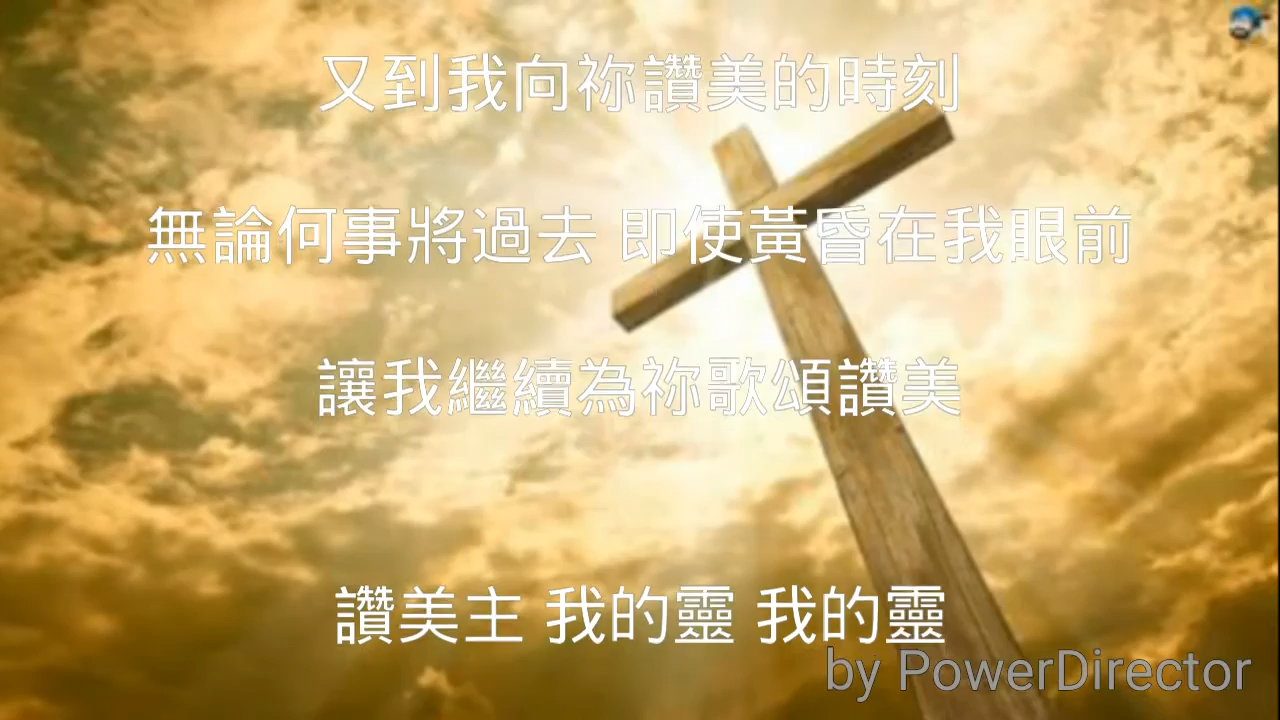 又到我向祢讚美的時刻
無論何事將過去 即使黃昏在我眼前
讓我繼續為祢歌頌讚美
讚美主 我的靈 我的靈
by PowerDirector